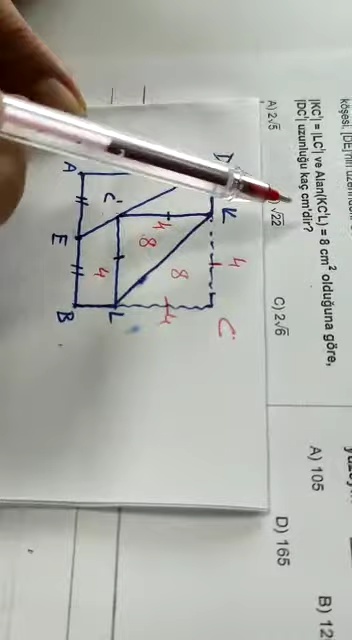 köşesi, [DE]'nin üzerinde
|KC'| = |LC'| ve Alan(KC'L) = 8 cm² olduğuna göre,
|DC'| uzunluğu kaç cm'dir?
A) 2√5
√22
C) 2√6
A) 105
B) 12
D) 165
D
K
A
C'
4
8
8
4
E
4
B
L
4
C